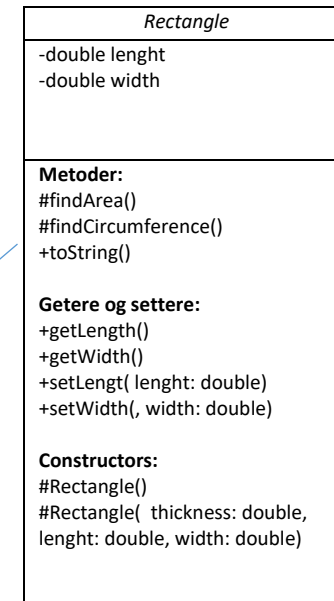 Rectangle
-double lenght
-double width
Metoder:
#findArea()
#findCircumference()
+toString()
Getere og settere:
+getLength()
+getWidth()
+setLengt( lenght: double)
+setWidth(, width: double)
Constructors:
#Rectangle()
#Rectangle( thickness: double,
lenght: double, width: double)